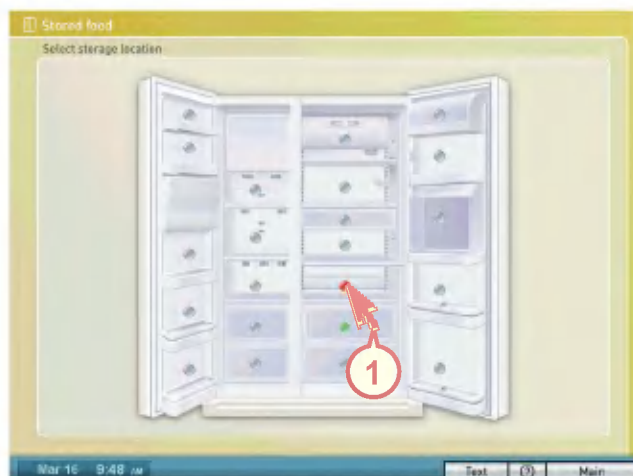 Stored food
Select storage location
1
Mar 16 9:48 AM
Text (?) Main